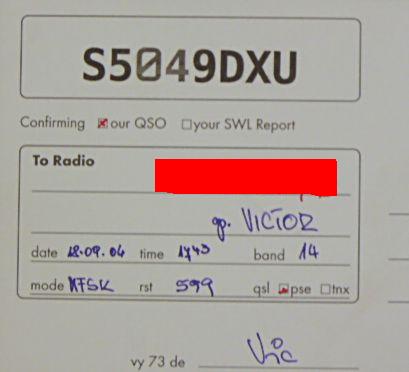 S5049DXU
Confirming ☒ our QSO ☐ your SWL Report
To Radio
op. VICTOR
date 18.09.04 time 1743 band 14
mode MFSK rst 599 qsl ☒ pse ☐ tnx
vy 73 de Vic